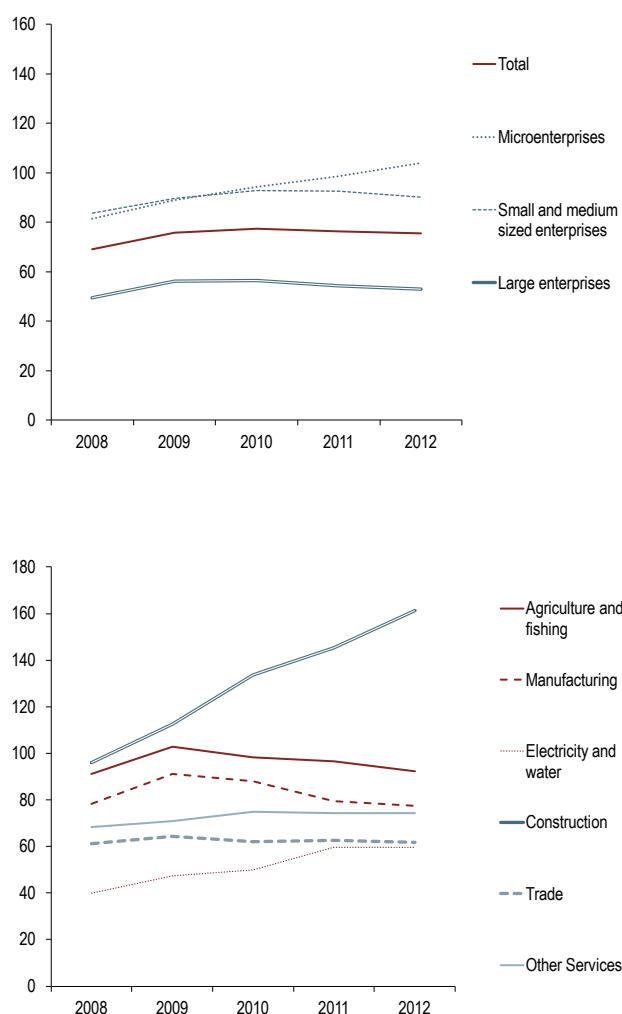 160
140
120
100
80
60
40
20
0
2008 2009 2010 2011 2012
Total
Microenterprises
Small and medium
sized enterprises
Large enterprises
180
160
140
120
100
80
60
40
20
0
2008 2009 2010 2011 2012
Agriculture and
fishing
Manufacturing
Electricity and
water
Construction
Trade
Other Services